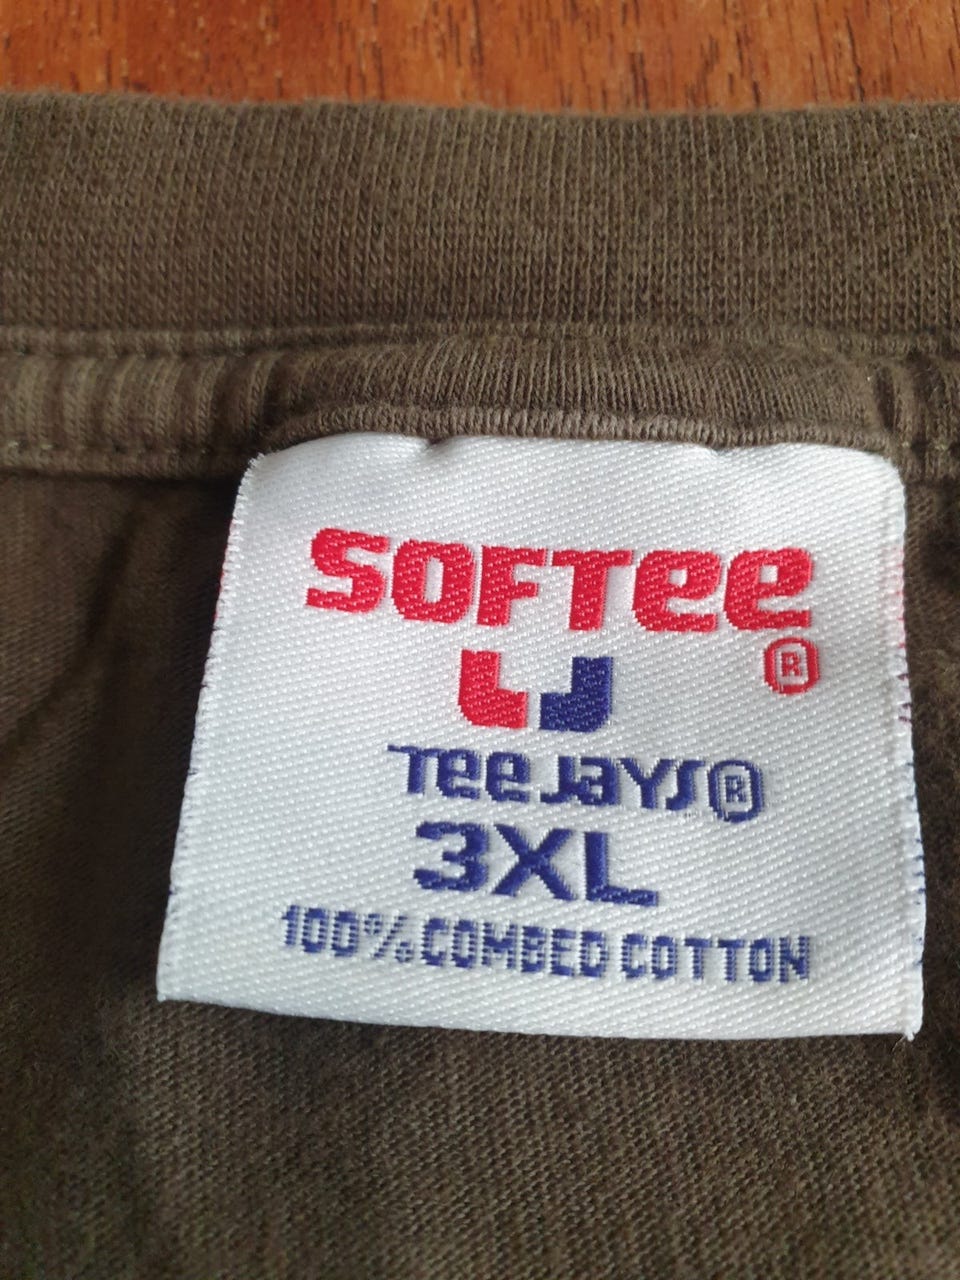 SOFTee
®
Tee Jays®
3XL
100% COMBED COTTON